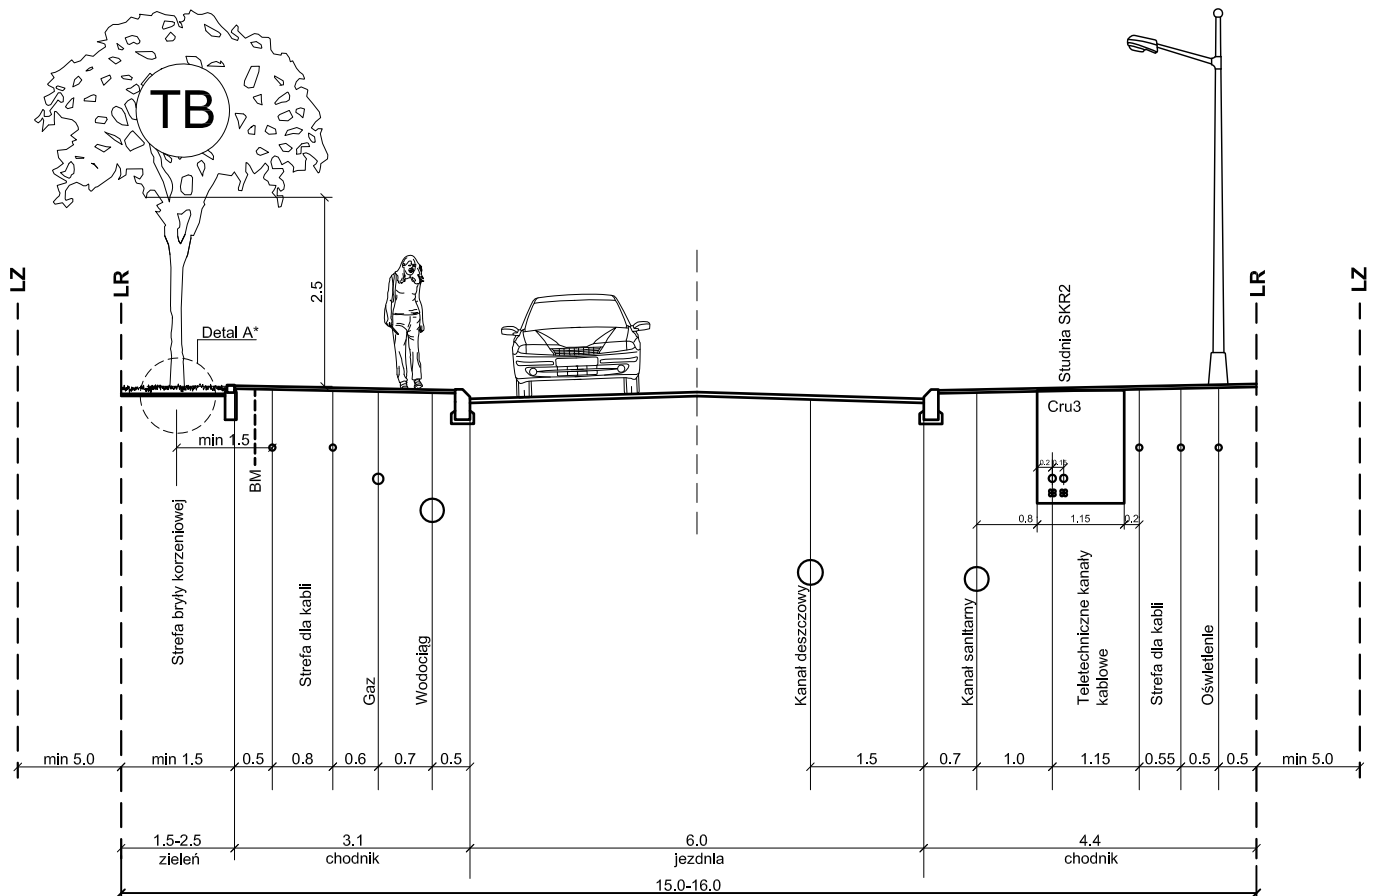 TB
LZ
LR
2.5
Detal A*
Studnia SKR2
LR
LZ
Cru3
min 1.5
BM
0.2
0.15
0.8
1.15
0.2
Strefa bryły korzeniowej
Strefa dla kabli
Gaz
Wodociąg
Kanał deszczowy
Kanał sanitarny
Teletechniczne kanały
kablowe
Strefa dla kabli
Oświetlenie
min 5.0
min 1.5
0.5
0.8
0.6
0.7
0.5
1.5
0.7
1.0
1.15
0.55
0.5
0.5
min 5.0
1.5-2.5
zieleń
3.1
chodnik
6.0
jezdnia
4.4
chodnik
15.0-16.0